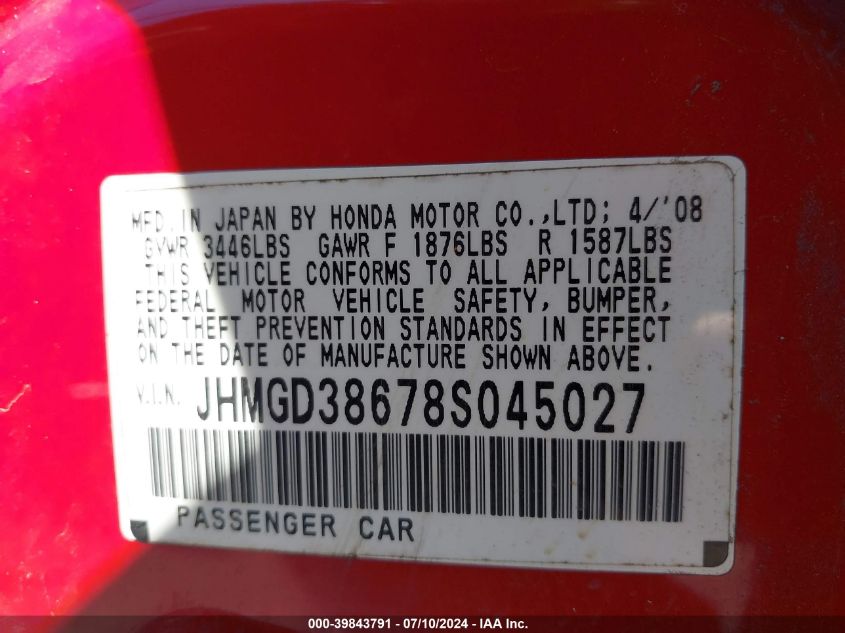 MFD. IN JAPAN BY HONDA MOTOR CO.,LTD; 4/'08
GVWR 3446LBS GAWR F 1876LBS R 1587LBS
THIS VEHICLE CONFORMS TO ALL APPLICABLE
FEDERAL MOTOR VEHICLE SAFETY, BUMPER,
AND THEFT PREVENTION STANDARDS IN EFFECT
ON THE DATE OF MANUFACTURE SHOWN ABOVE.
V.I.N. JHMGD38678S045027
PASSENGER CAR
000-39843791 - 07/10/2024 - IAA Inc.